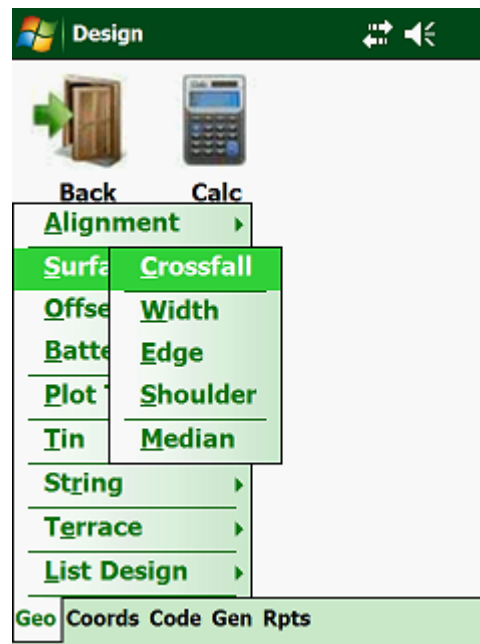 Design
Back Calc
Alignment
Surfa
Crossfall
Offse
Width
Batte
Edge
Plot
Shoulder
Tin
Median
String
Terrace
List Design
Geo Coords Code Gen Rpts